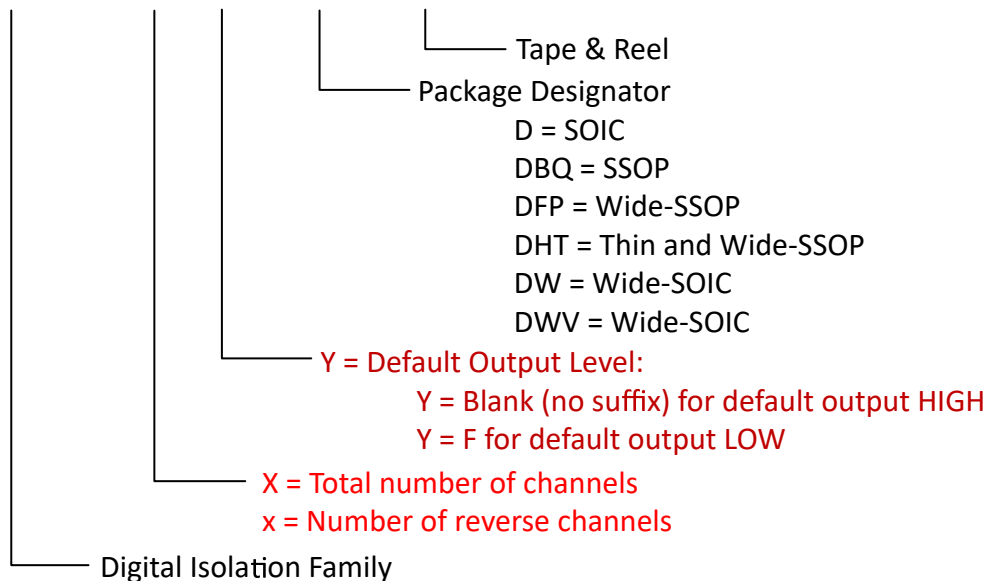 Tape & Reel
Package Designator
D = SOIC
DBQ = SSOP
DFP = Wide-SSOP
DHT = Thin and Wide-SSOP
DW = Wide-SOIC
DWV = Wide-SOIC
Y = Default Output Level:
Y = Blank (no suffix) for default output HIGH
Y = F for default output LOW
X = Total number of channels
x = Number of reverse channels
Digital Isolation Family